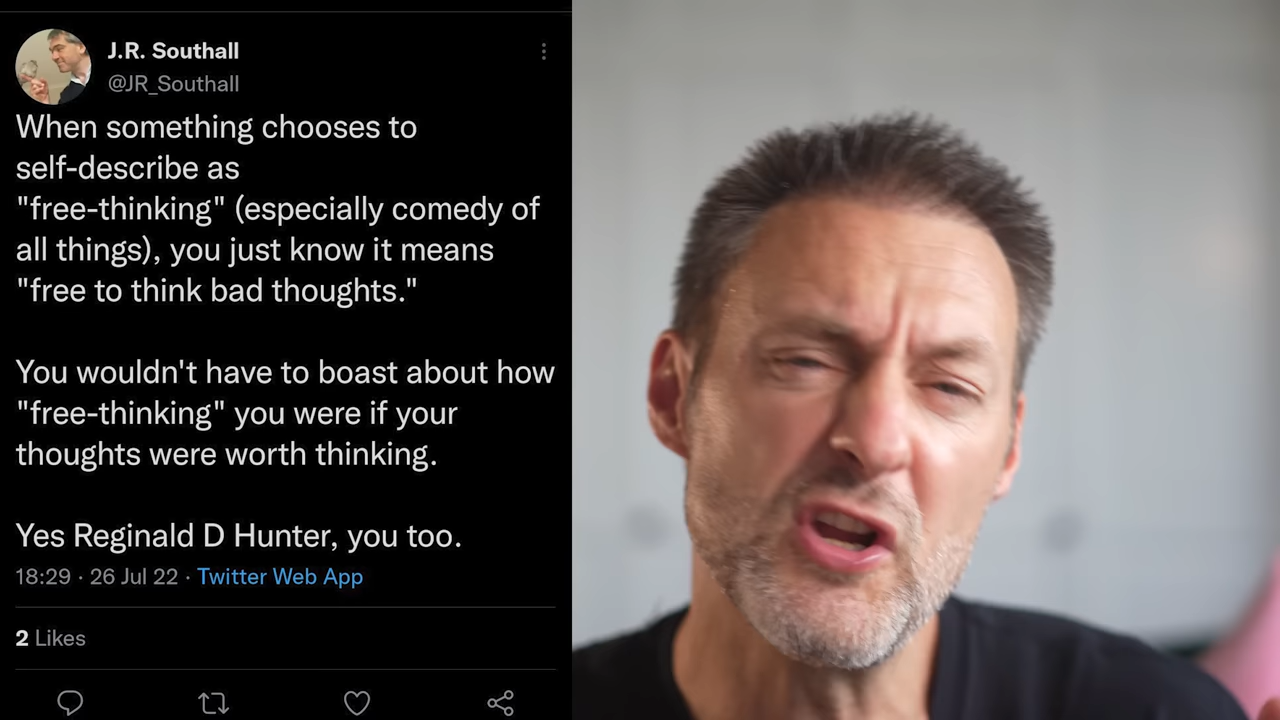 J.R. Southall
@JR_Southall
When something chooses to
self-describe as
"free-thinking" (especially comedy of
all things), you just know it means
"free to think bad thoughts."
You wouldn't have to boast about how
"free-thinking" you were if your
thoughts were worth thinking.
Yes Reginald D Hunter, you too.
18:29 · 26 Jul 22 · Twitter Web App
2 Likes